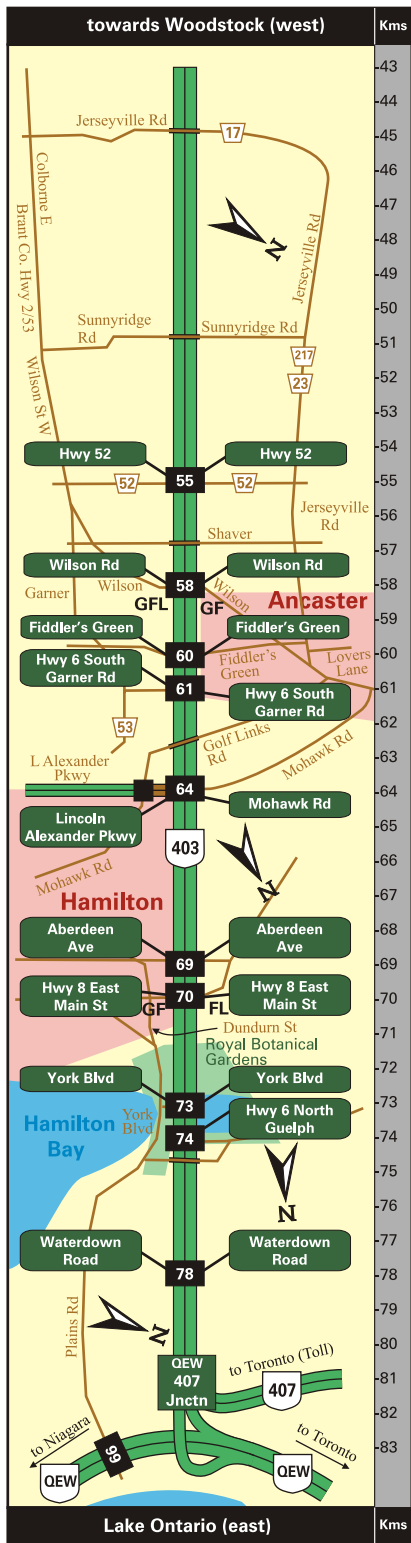 towards Woodstock (west)
Kms
43
44
45
46
47
48
49
50
51
52
53
54
55
56
57
58
59
60
61
62
63
64
65
66
67
68
69
70
71
72
73
74
75
76
77
78
79
80
81
82
83
Jerseyville Rd
17
Colborne E
Brant Co. Hwy 2/53
N
Jerseyville Rd
Sunnyridge
Rd
Sunnyridge Rd
217
23
Wilson St W
Hwy 52
Hwy 52
52
55
52
Jerseyville
Rd
Shaver
Wilson Rd
Wilson Rd
Garner
Wilson
58
Wilson
GFL
GF
Ancaster
Fiddler's Green
Fiddler's Green
60
Fiddler's
Green
Lovers
Lane
Hwy 6 South
Garner Rd
61
Hwy 6 South
Garner Rd
53
Golf Links
Rd
Mohawk Rd
L Alexander
Pkwy
64
Lincoln
Alexander Pkwy
Mohawk Rd
403
Mohawk Rd
N
Hamilton
Aberdeen
Ave
Aberdeen
Ave
69
Hwy 8 East
Main St
70
Hwy 8 East
Main St
GF
FL
Dundurn St
Royal Botanical
Gardens
York Blvd
York Blvd
73
Hamilton
Bay
York
Blvd
Hwy 6 North
Guelph
74
N
Waterdown
Road
Waterdown
Road
78
Plains Rd
N
QEW
407
Jnctn
to Toronto (Toll)
407
to Niagara
66
QEW
to Toronto
QEW
Lake Ontario (east)
Kms